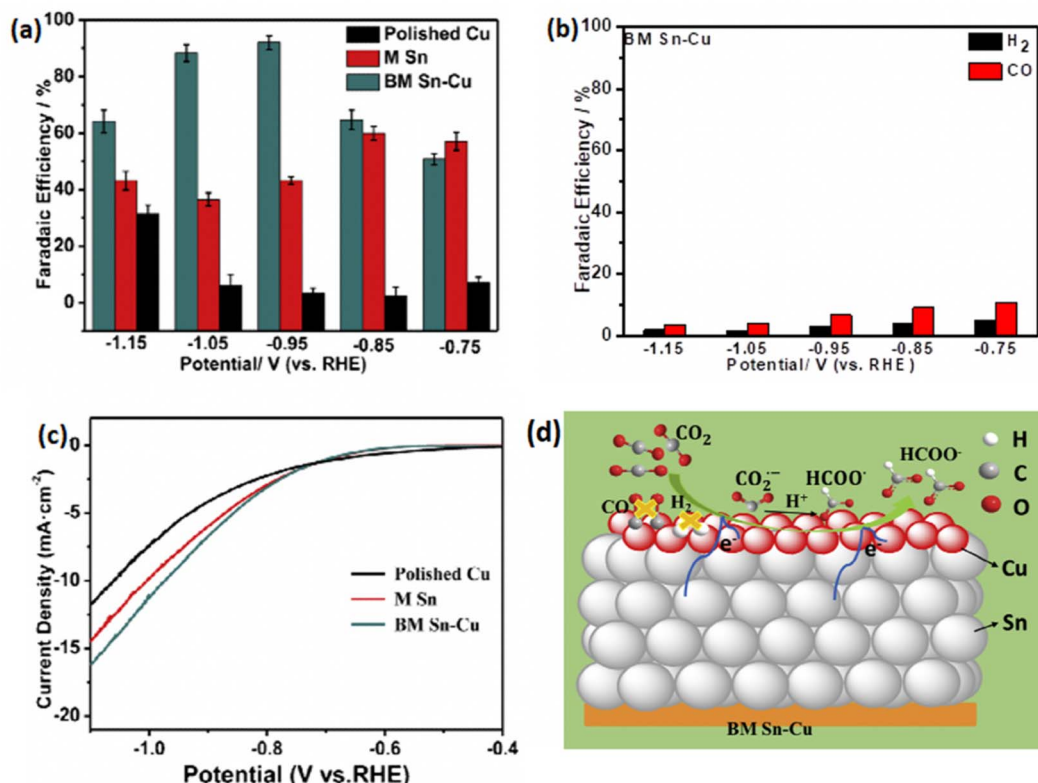 (a)
Faradaic Efficiency / %
100
80
60
40
20
0
Polished Cu
M Sn
BM Sn-Cu
-1.15
-1.05
-0.95
-0.85
-0.75
Potential/ V (vs. RHE)
(b)
Faradaic Efficiency / %
100
80
60
40
20
0
BM Sn-Cu
H2
CO
-1.15
-1.05
-0.95
-0.85
-0.75
Potential/ V (vs. RHE)
(c)
Current Density (mA·cm⁻²)
0
-5
-10
-15
-20
Polished Cu
M Sn
BM Sn-Cu
-1.0
-0.8
-0.6
-0.4
Potential (V vs.RHE)
(d)
CO2
CO
H2
CO2·−
H+
HCOO·
HCOO-
e-
e-
H
C
O
Cu
Sn
BM Sn-Cu